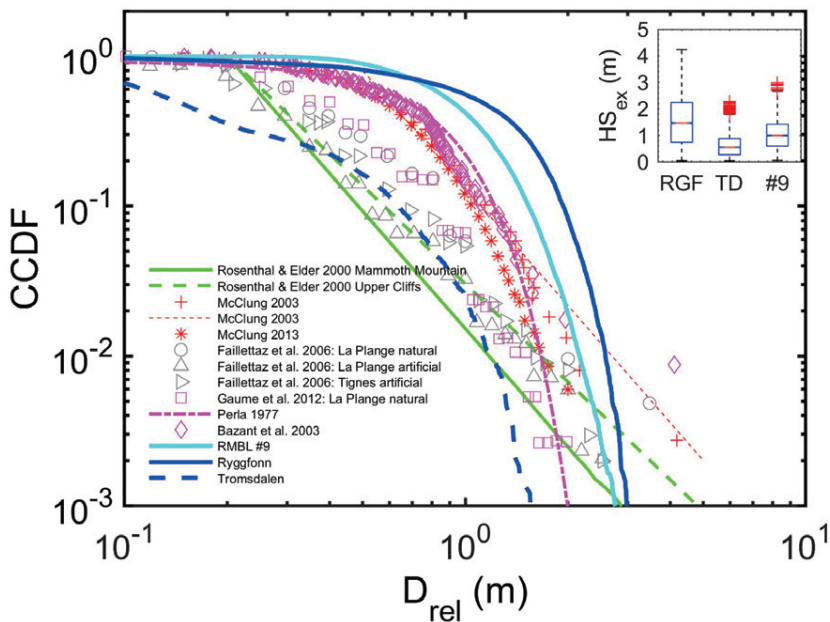 CCDF
10^0
10^-1
10^-2
10^-3
Rosenthal & Elder 2000 Mammoth Mountain
Rosenthal & Elder 2000 Upper Cliffs
McClung 2003
McClung 2003
McClung 2013
Faillettaz et al. 2006: La Plange natural
Faillettaz et al. 2006: La Plange artificial
Faillettaz et al. 2006: Tignes artificial
Gaume et al. 2012: La Plange natural
Perla 1977
Bazant et al. 2003
RMBL #9
Ryggfonn
Tromsdalen
HS_ex (m)
5
4
3
2
1
0
RGF TD #9
10^-1 10^0 10^1
D_rel (m)